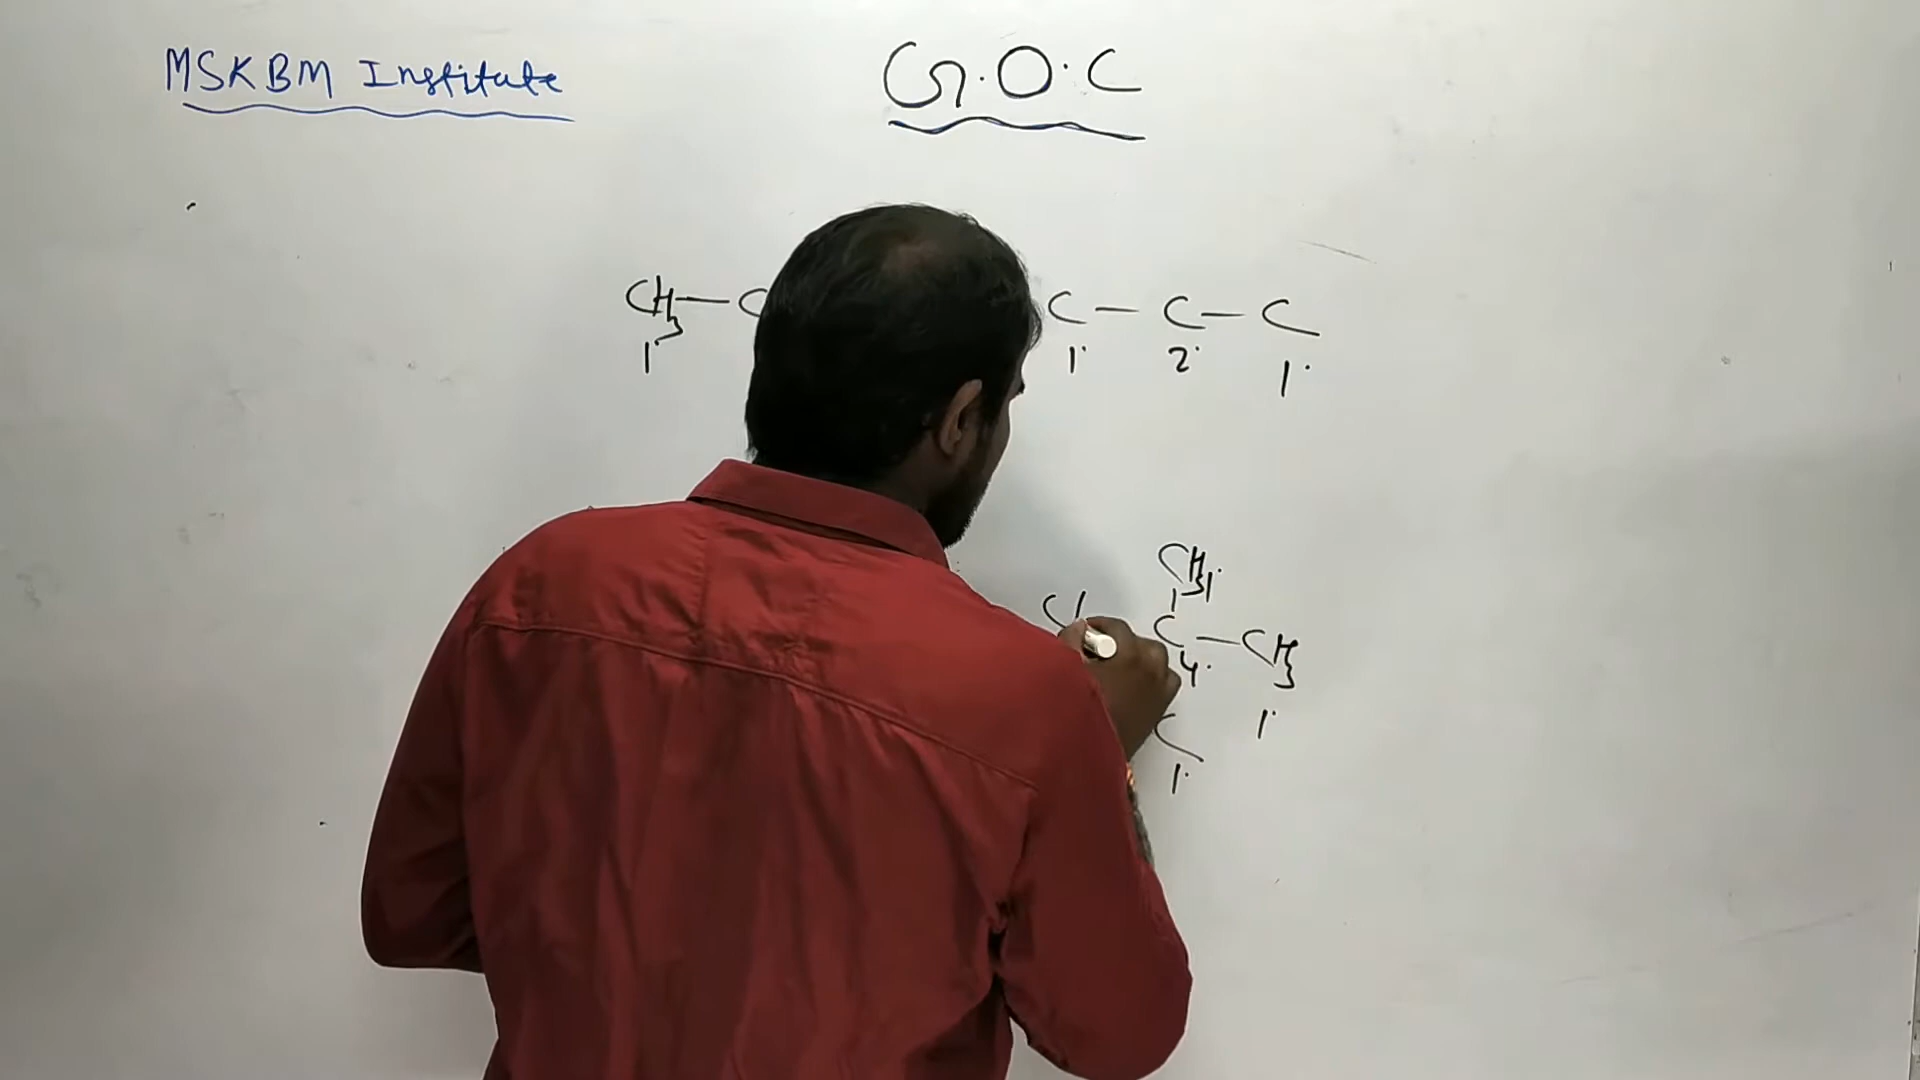 MSKBM Institute
G.O.C
CH3 — C
C — C — C
1° 1° 2° 1°
CH3 1°
C — CH3
4°
C 1°
1°